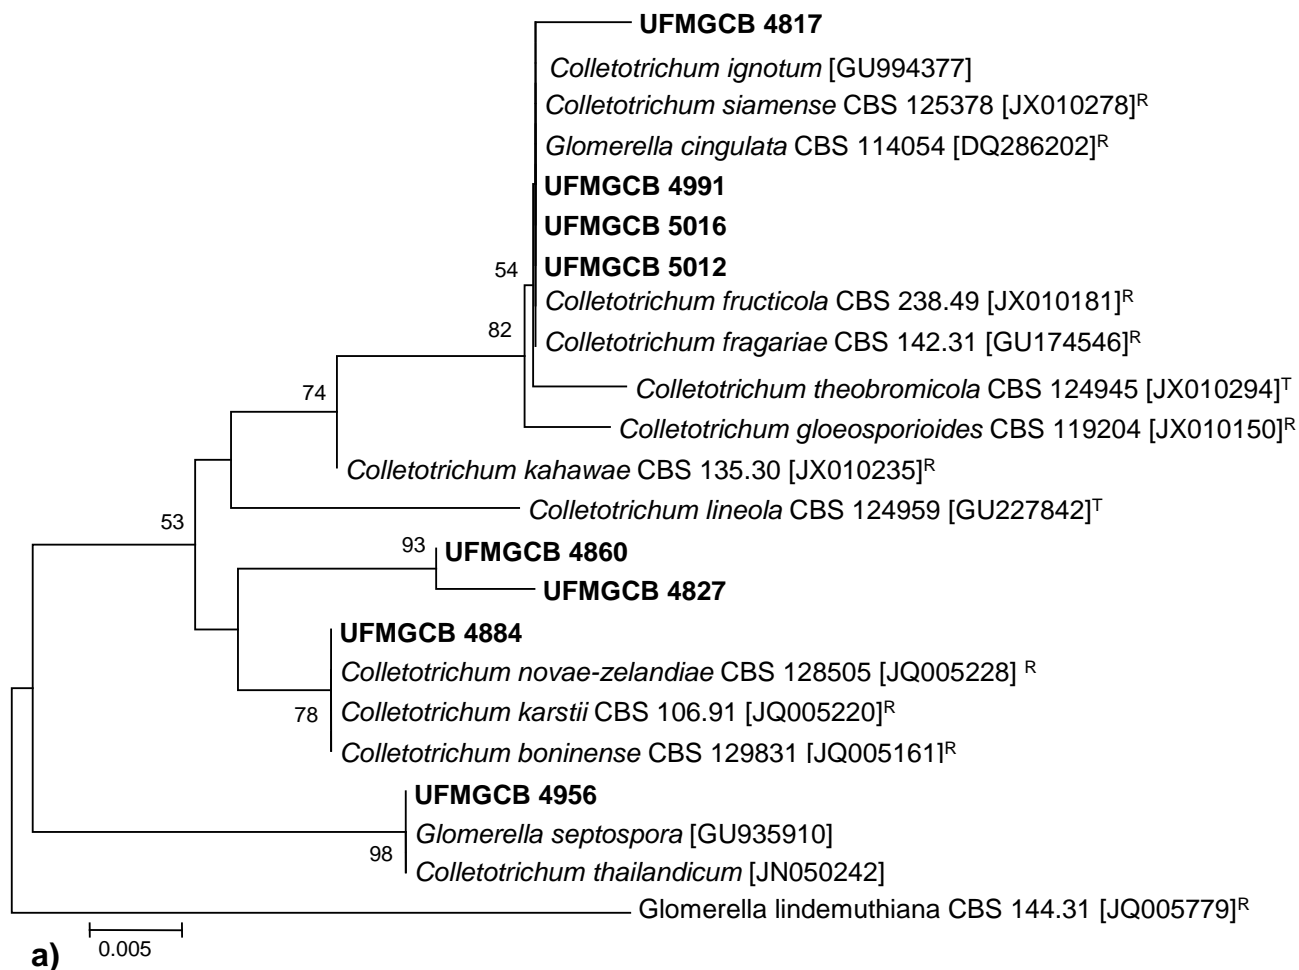 UFMGCB 4817
Colletotrichum ignotum [GU994377]
Colletotrichum siamense CBS 125378 [JX010278]R
Glomerella cingulata CBS 114054 [DQ286202]R
UFMGCB 4991
UFMGCB 5016
UFMGCB 5012
54
Colletotrichum fructicola CBS 238.49 [JX010181]R
82
Colletotrichum fragariae CBS 142.31 [GU174546]R
74
Colletotrichum theobromicola CBS 124945 [JX010294]T
Colletotrichum gloeosporioides CBS 119204 [JX010150]R
Colletotrichum kahawae CBS 135.30 [JX010235]R
Colletotrichum lineola CBS 124959 [GU227842]T
53
93
UFMGCB 4860
UFMGCB 4827
UFMGCB 4884
Colletotrichum novae-zelandiae CBS 128505 [JQ005228] R
78
Colletotrichum karstii CBS 106.91 [JQ005220]R
Colletotrichum boninense CBS 129831 [JQ005161]R
UFMGCB 4956
Glomerella septospora [GU935910]
98
Colletotrichum thailandicum [JN050242]
Glomerella lindemuthiana CBS 144.31 [JQ005779]R
0.005
a)